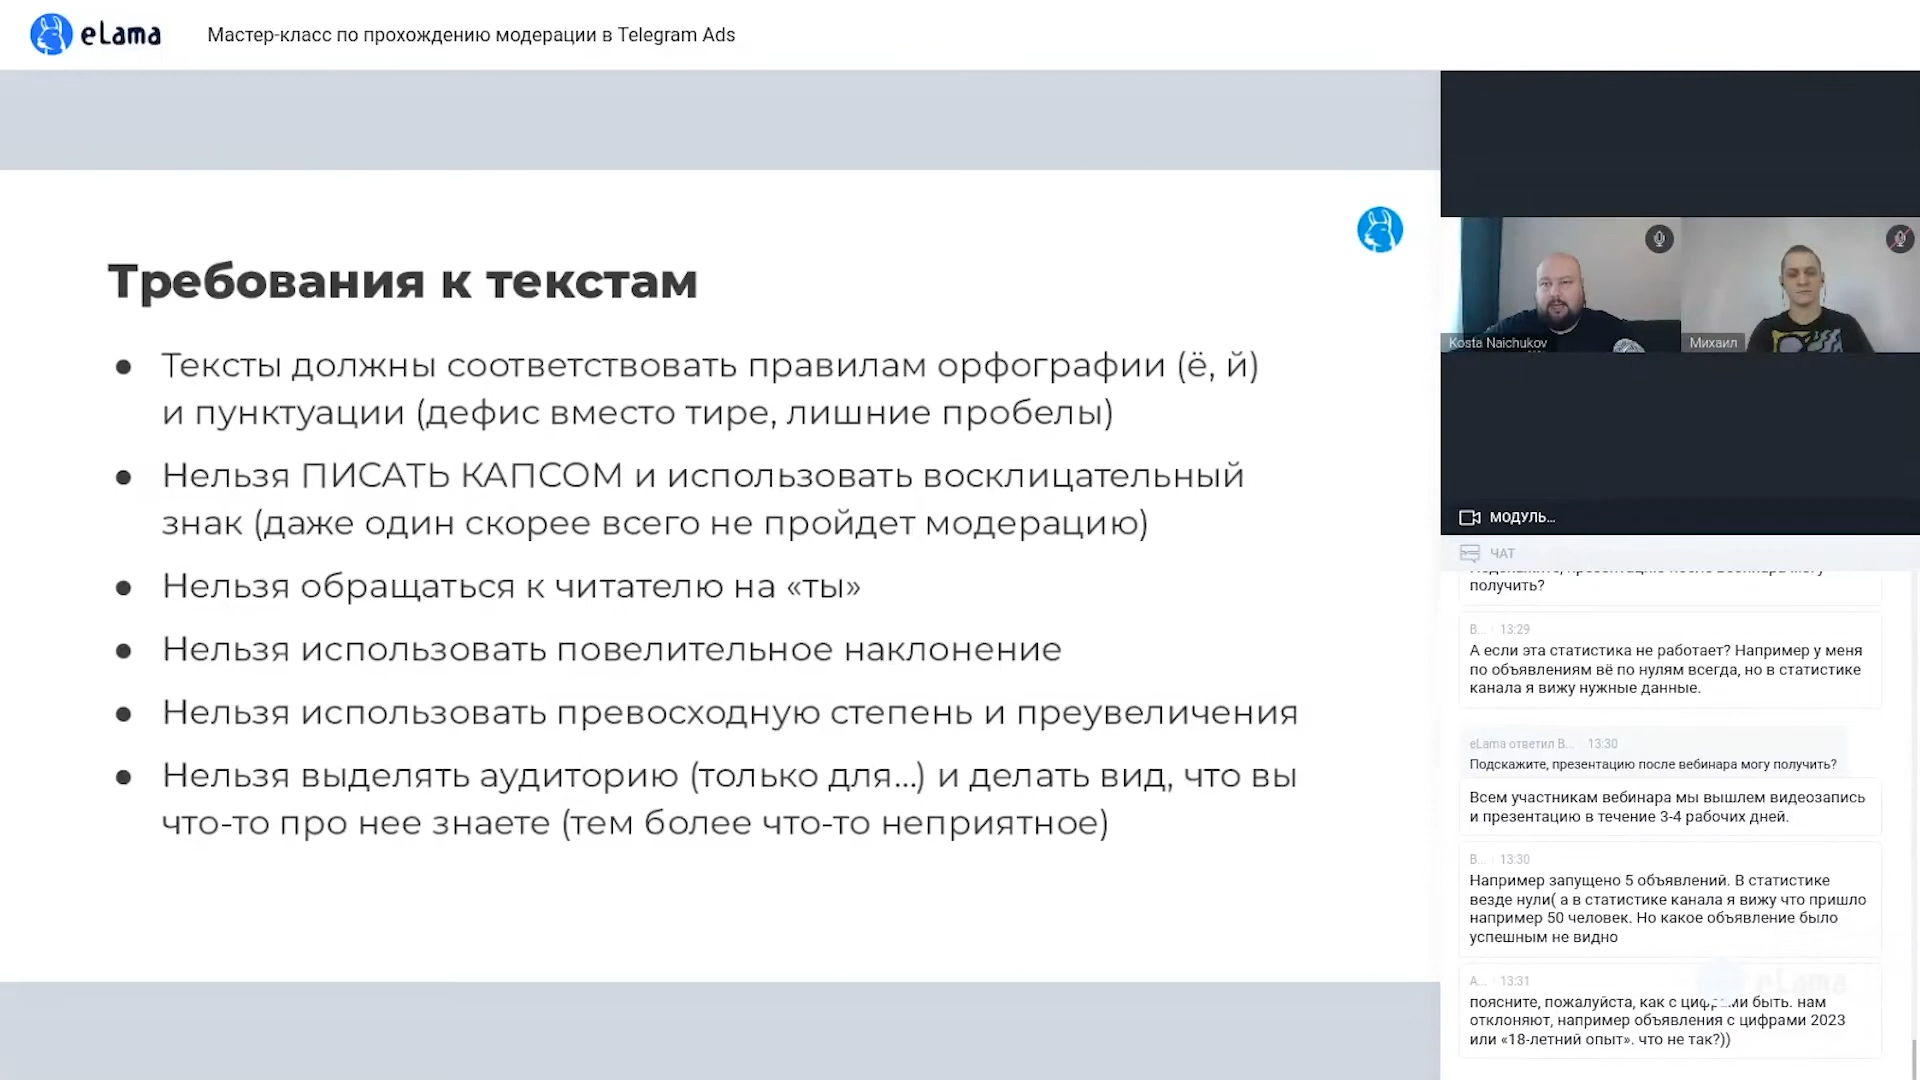 eLama
Мастер-класс по прохождению модерации в Telegram Ads
Требования к текстам
● Тексты должны соответствовать правилам орфографии (ё, й)
и пунктуации (дефис вместо тире, лишние пробелы)
● Нельзя ПИСАТЬ КАПСОМ и использовать восклицательный
знак (даже один скорее всего не пройдет модерацию)
● Нельзя обращаться к читателю на «ты»
● Нельзя использовать повелительное наклонение
● Нельзя использовать превосходную степень и преувеличения
● Нельзя выделять аудиторию (только для...) и делать вид, что вы
что-то про нее знаете (тем более что-то неприятное)
Kosta Naichukov
Михаил
МОДУЛЬ...
ЧАТ
получить?
В... 13:29
А если эта статистика не работает? Например у меня
по объявлениям вё по нулям всегда, но в статистике
канала я вижу нужные данные.
eLama ответил В... 13:30
Подскажите, презентацию после вебинара могу получить?
Всем участникам вебинара мы вышлем видеозапись
и презентацию в течение 3-4 рабочих дней.
В... 13:30
Например запущено 5 объявлений. В статистике
везде нули( а в статистике канала я вижу что пришло
например 50 человек. Но какое объявление было
успешным не видно
А... 13:31
поясните, пожалуйста, как с цифрами быть. нам
отклоняют, например объявления с цифрами 2023
или «18-летний опыт». что не так?))
eLama